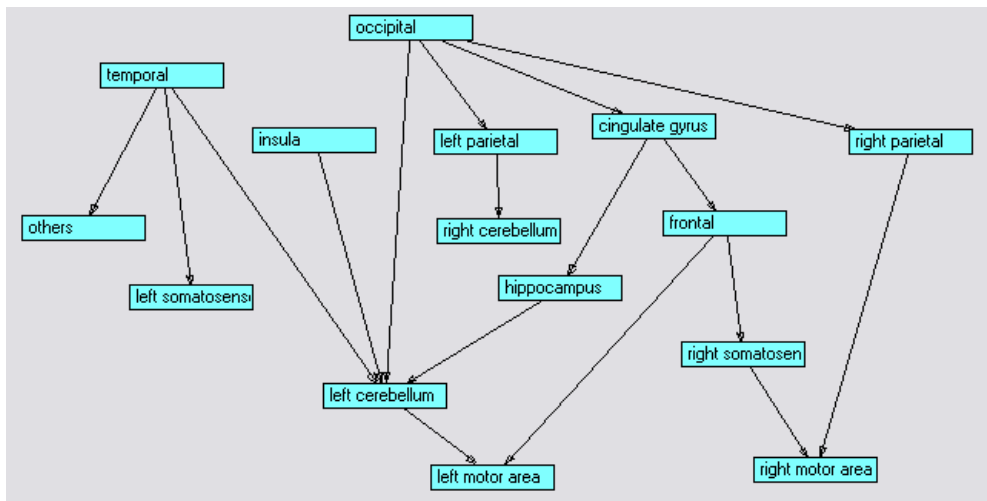 occipital
temporal
cingulate gyrus
insula
left parietal
right parietal
others
right cerebellum
frontal
left somatosens
hippocampus
right somatosen
left cerebellum
left motor area
right motor area